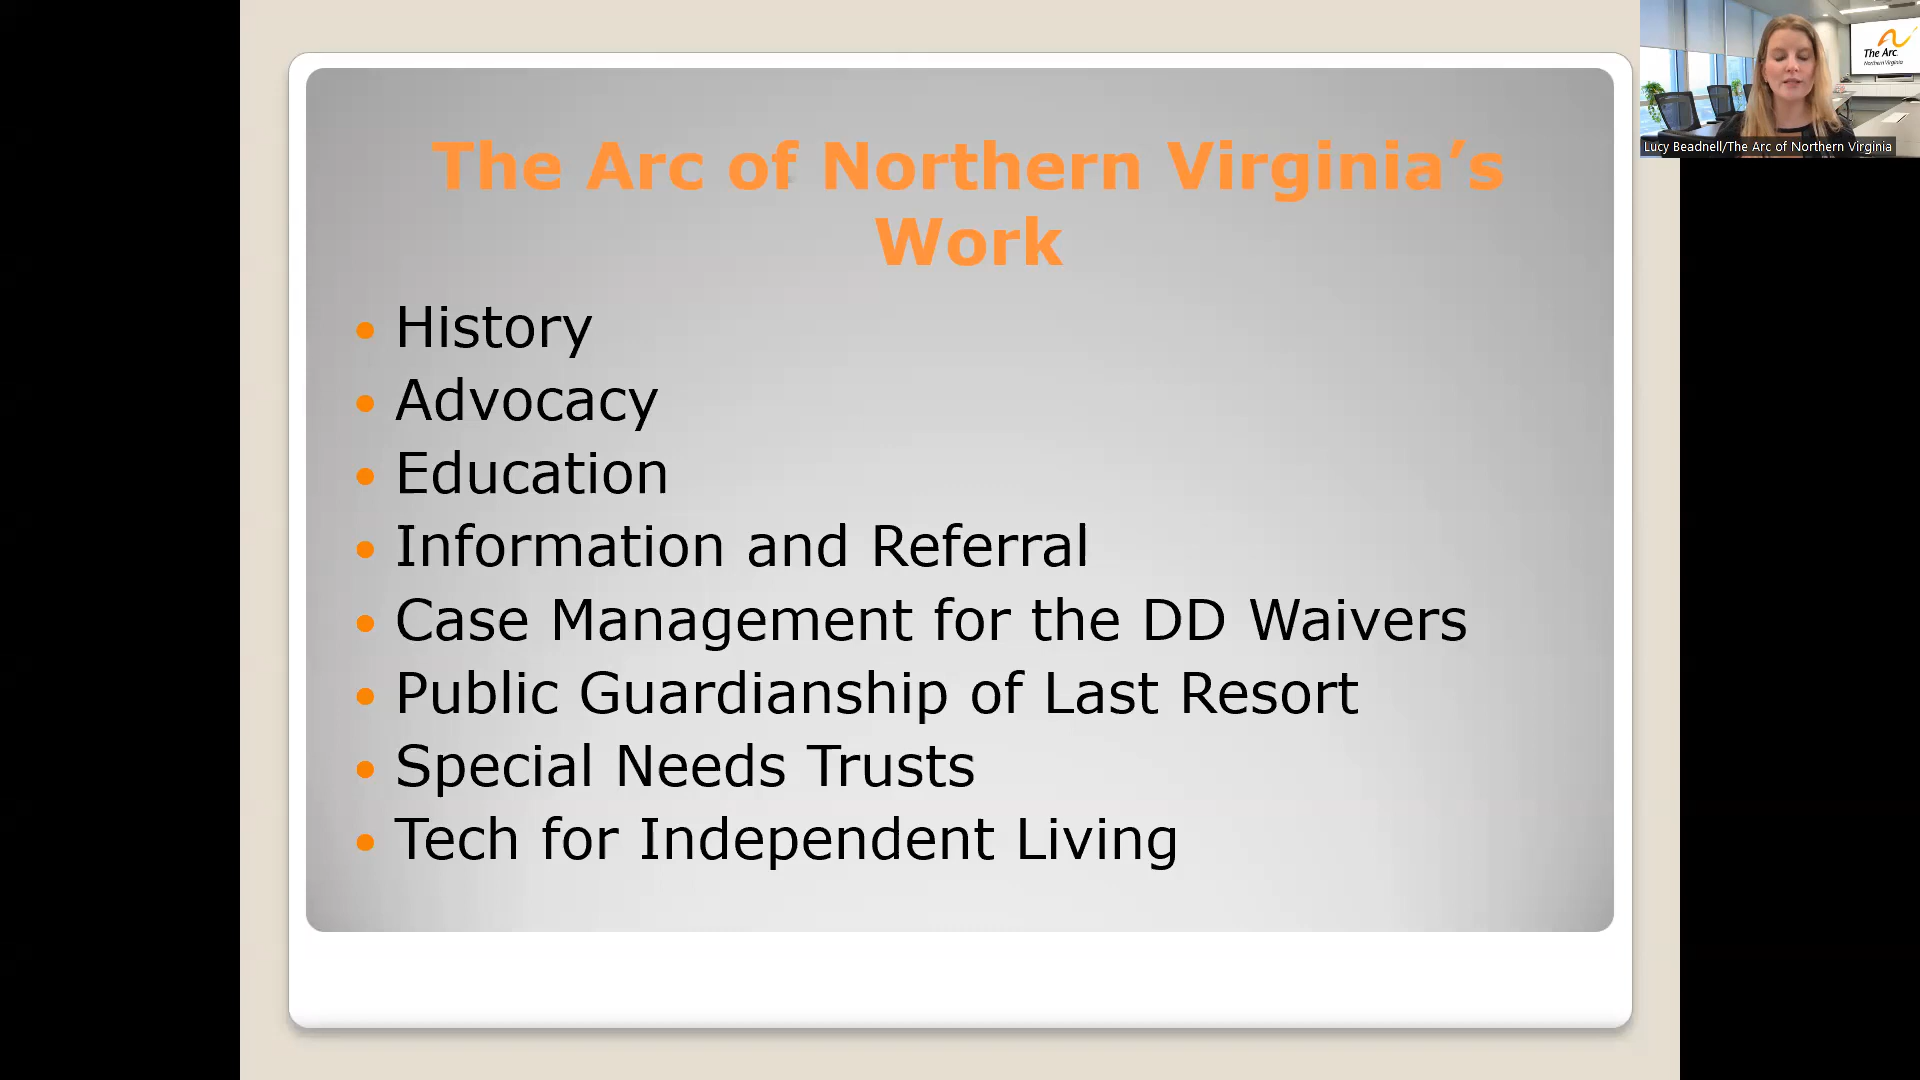 The Arc of Northern Virginia’s
Work
• History
• Advocacy
• Education
• Information and Referral
• Case Management for the DD Waivers
• Public Guardianship of Last Resort
• Special Needs Trusts
• Tech for Independent Living
The Arc.
Northern Virginia
Lucy Beadnell/The Arc of Northern Virginia